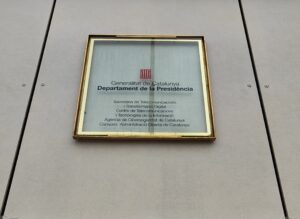 Generalitat de Catalunya
Departament de la Presidència
Secretaria de Telecomunicacions
i Transformació Digital
Centre de Telecomunicacions
i Tecnologies de la Informació
Agència de Ciberseguretat de Catalunya
Consorci Administració Oberta de Catalunya